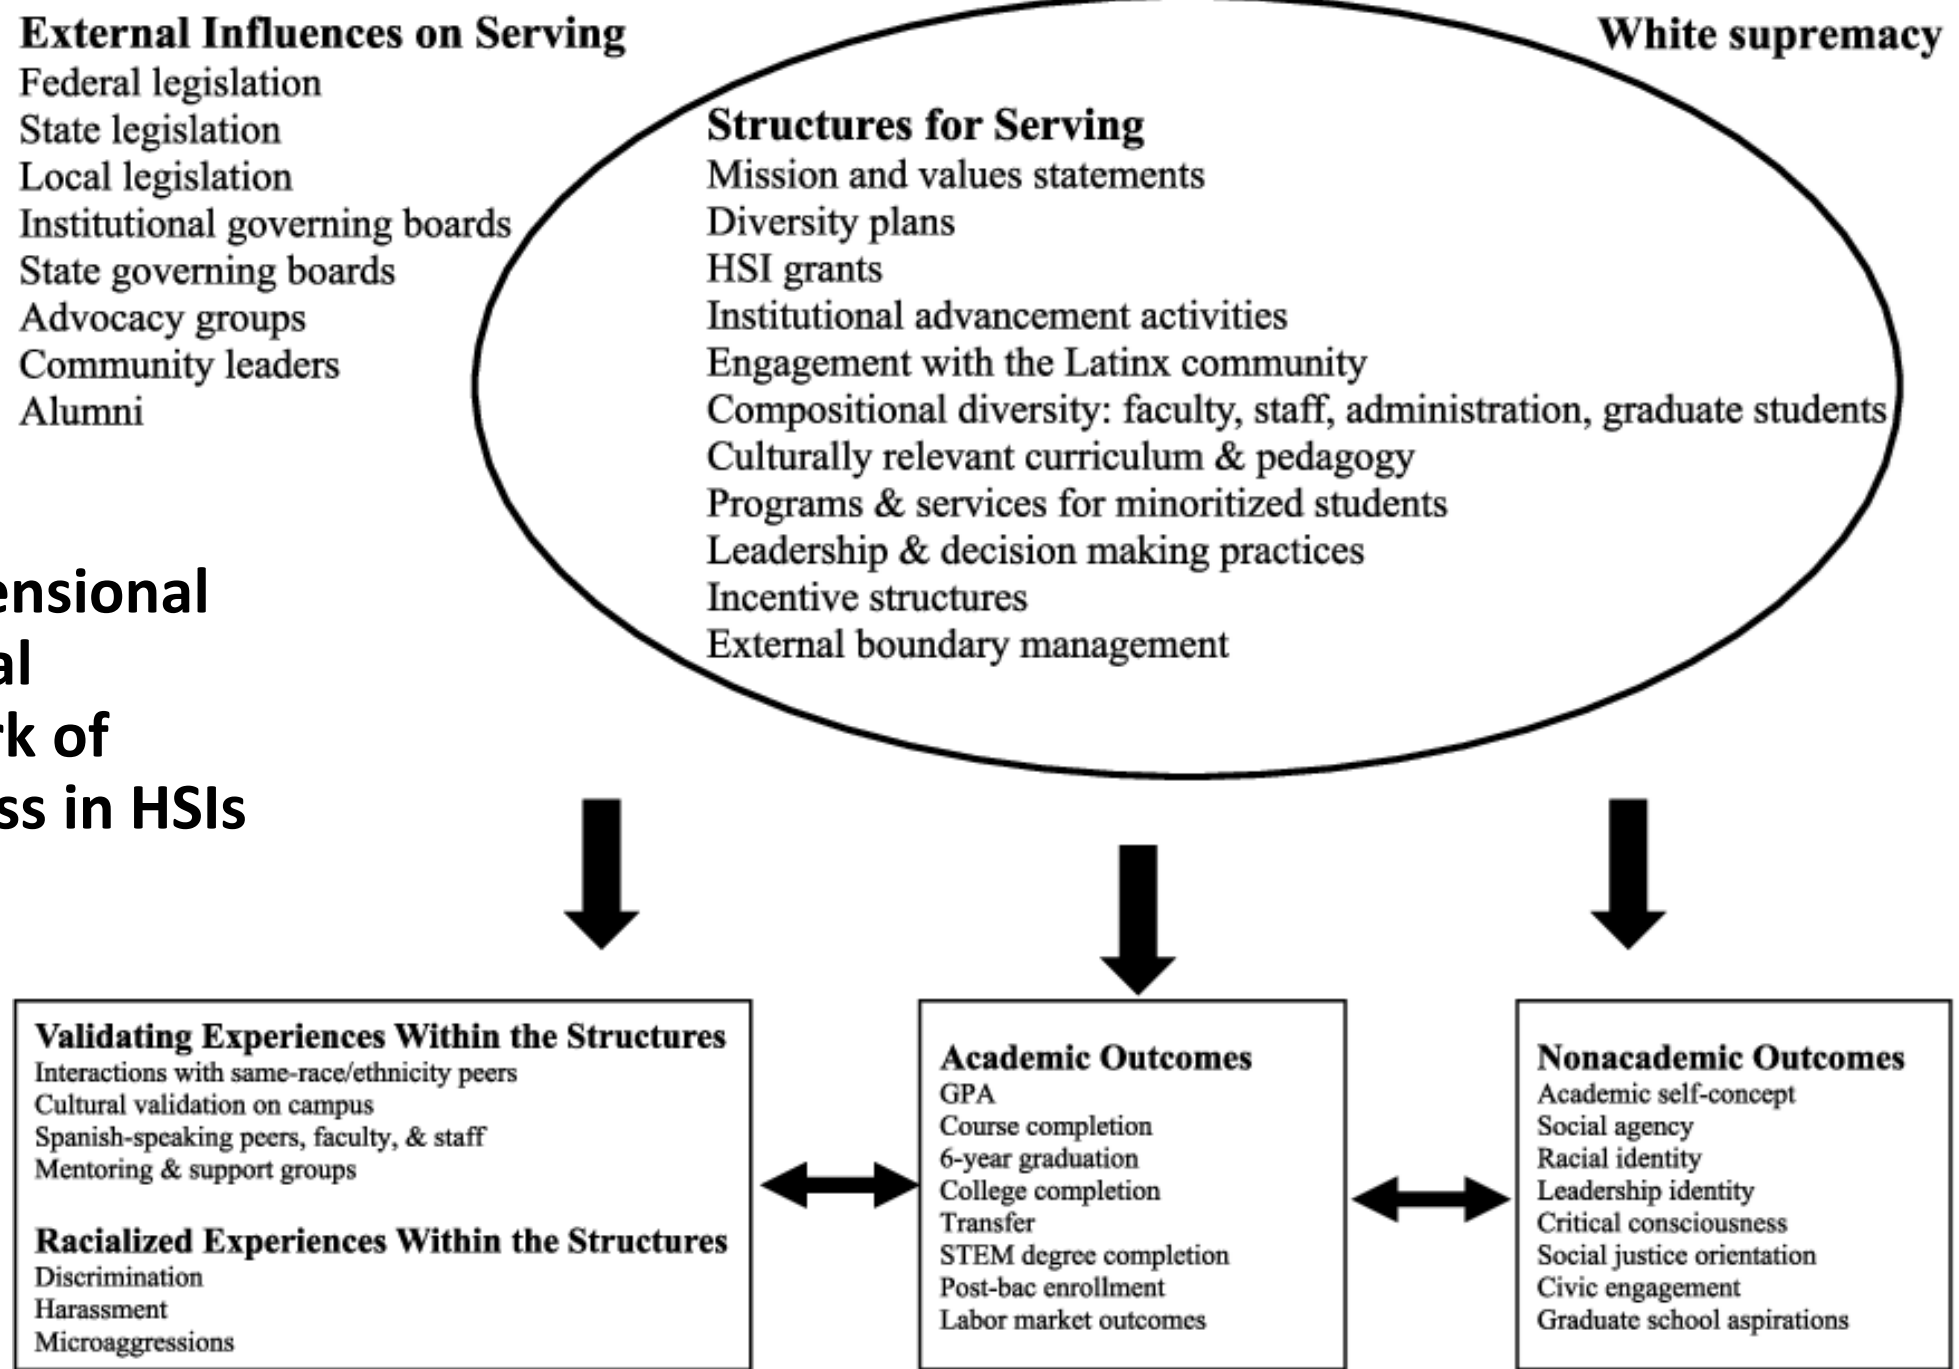 External Influences on Serving
Federal legislation
State legislation
Local legislation
Institutional governing boards
State governing boards
Advocacy groups
Community leaders
Alumni
White supremacy
Structures for Serving
Mission and values statements
Diversity plans
HSI grants
Institutional advancement activities
Engagement with the Latinx community
Compositional diversity: faculty, staff, administration, graduate students
Culturally relevant curriculum & pedagogy
Programs & services for minoritized students
Leadership & decision making practices
Incentive structures
External boundary management
ensional
al
rk of
ss in HSIs
Validating Experiences Within the Structures
Interactions with same-race/ethnicity peers
Cultural validation on campus
Spanish-speaking peers, faculty, & staff
Mentoring & support groups
Racialized Experiences Within the Structures
Discrimination
Harassment
Microaggressions
Academic Outcomes
GPA
Course completion
6-year graduation
College completion
Transfer
STEM degree completion
Post-bac enrollment
Labor market outcomes
Nonacademic Outcomes
Academic self-concept
Social agency
Racial identity
Leadership identity
Critical consciousness
Social justice orientation
Civic engagement
Graduate school aspirations